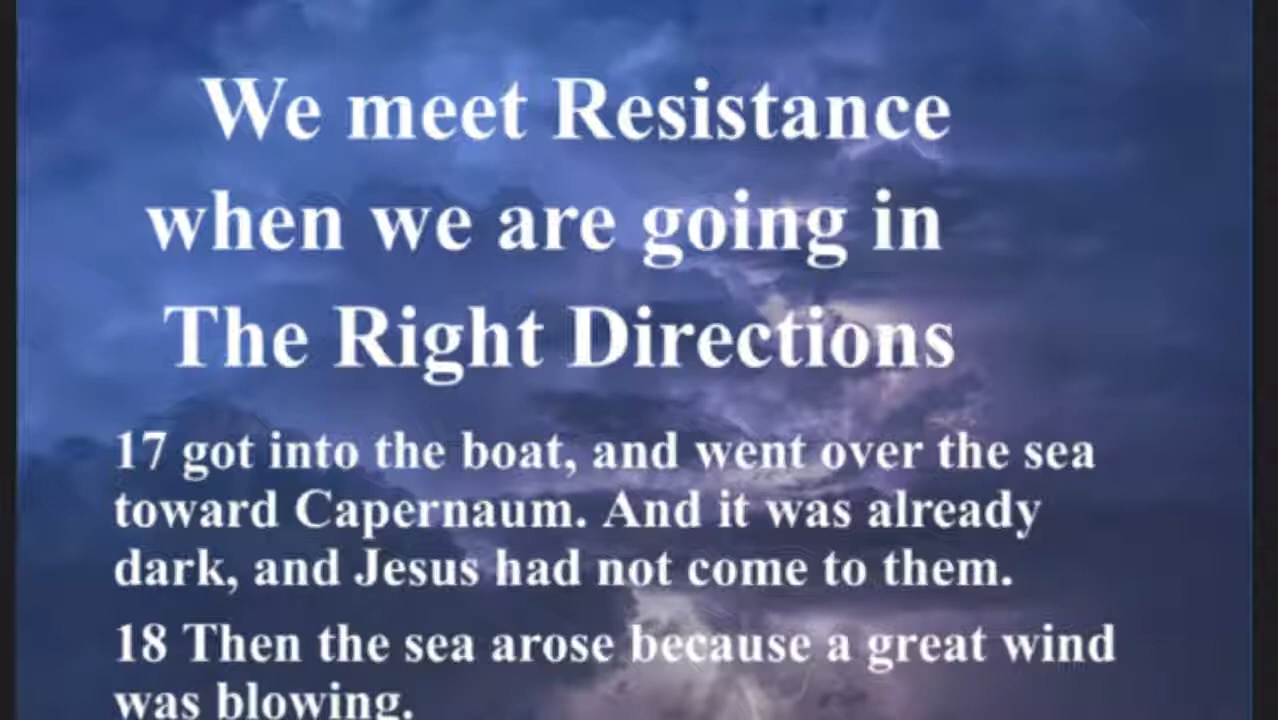 We meet Resistance
when we are going in
The Right Directions
17 got into the boat, and went over the sea
toward Capernaum. And it was already
dark, and Jesus had not come to them.
18 Then the sea arose because a great wind
was blowing.